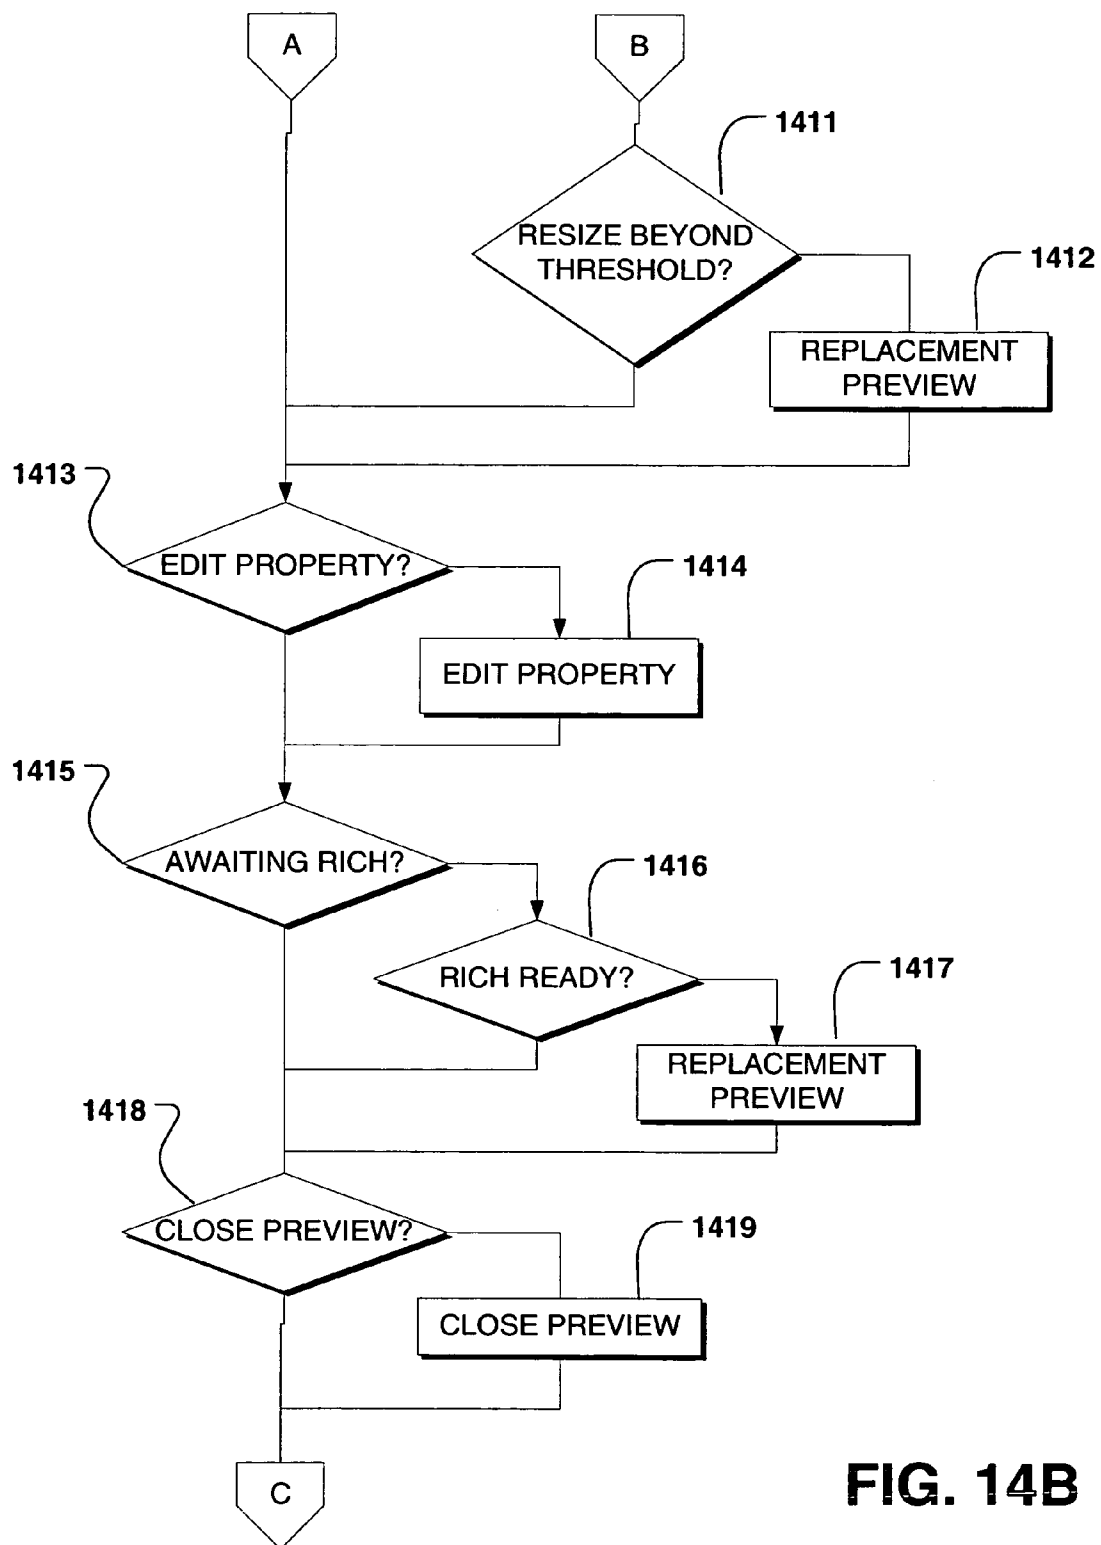 A
B
1411
RESIZE BEYOND
THRESHOLD?
1412
REPLACEMENT
PREVIEW
1413
EDIT PROPERTY?
1414
EDIT PROPERTY
1415
AWAITING RICH?
1416
RICH READY?
1417
REPLACEMENT
PREVIEW
1418
CLOSE PREVIEW?
1419
CLOSE PREVIEW
C
FIG. 14B